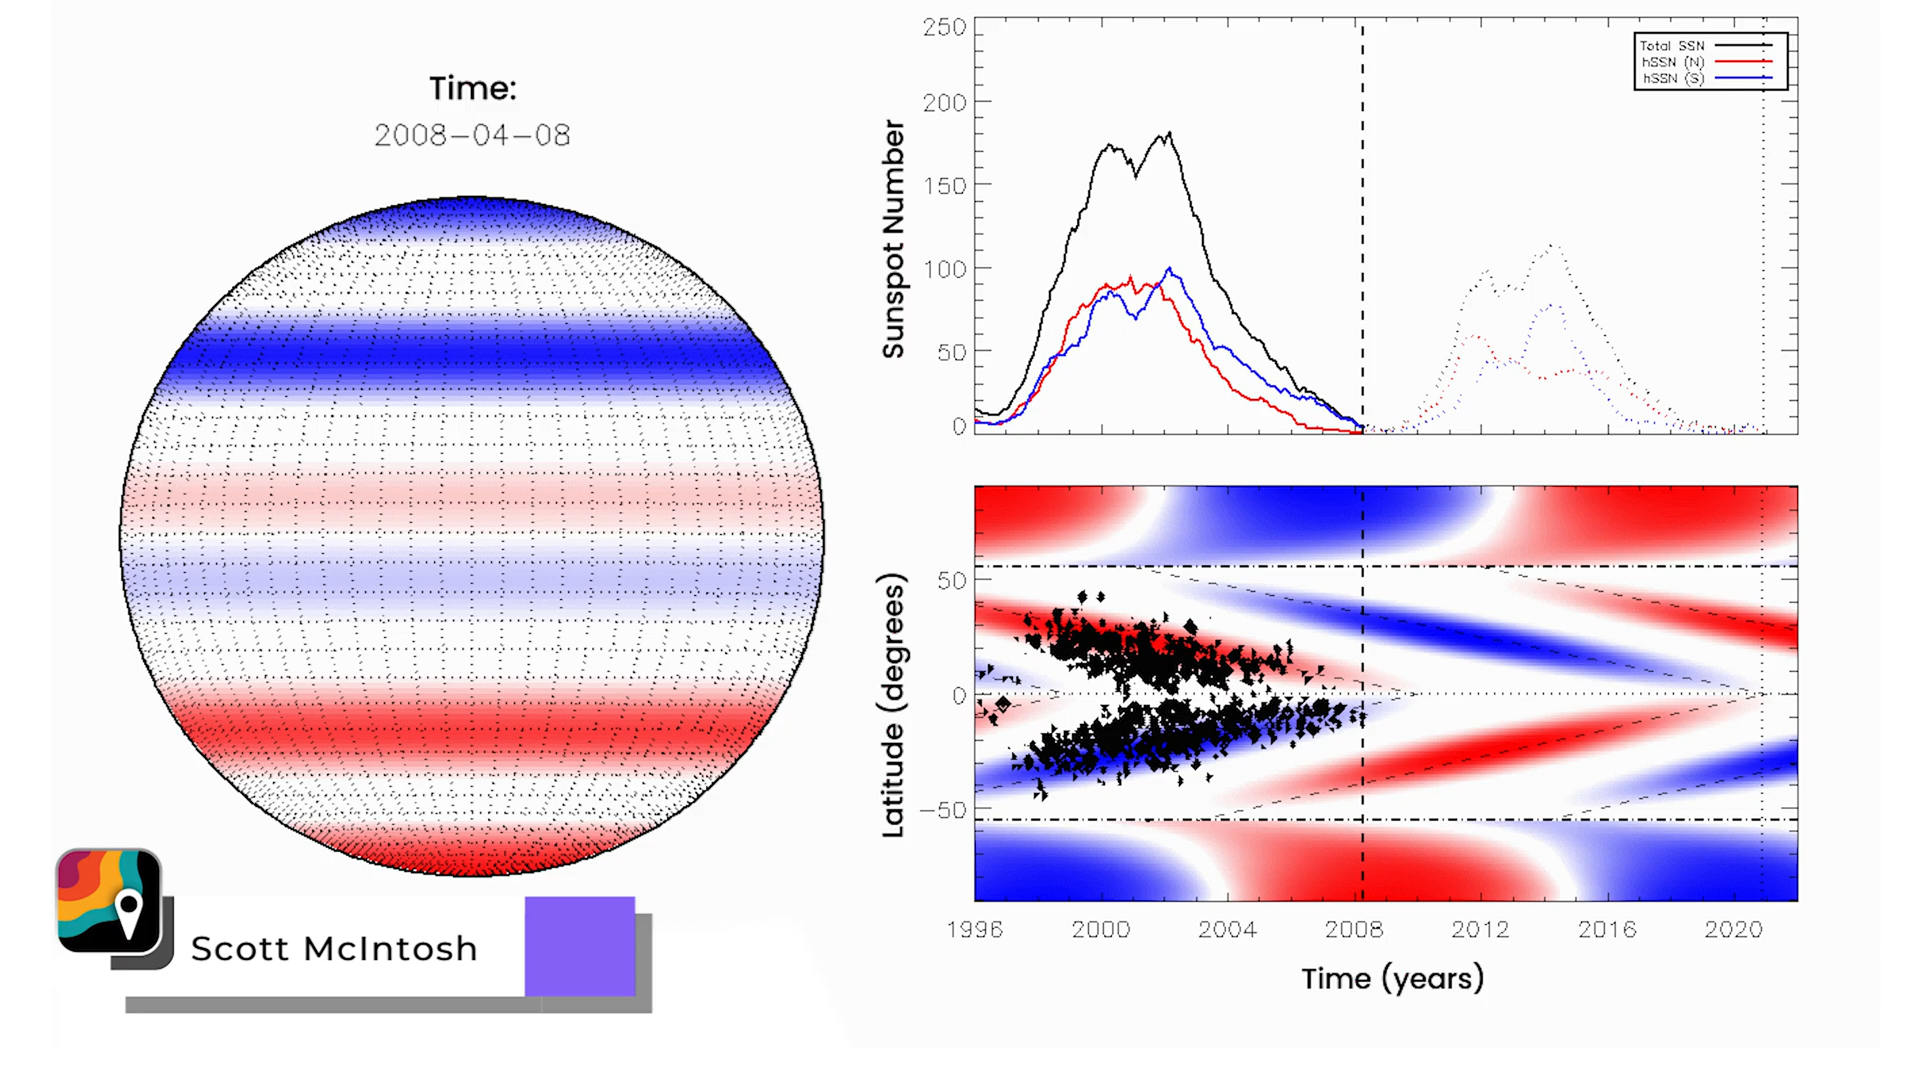 Time:
2008-04-08
Scott McIntosh
Sunspot Number
250
200
150
100
50
0
Total SSN
hSSN (N)
hSSN (S)
Latitude (degrees)
50
0
-50
1996 2000 2004 2008 2012 2016 2020
Time (years)